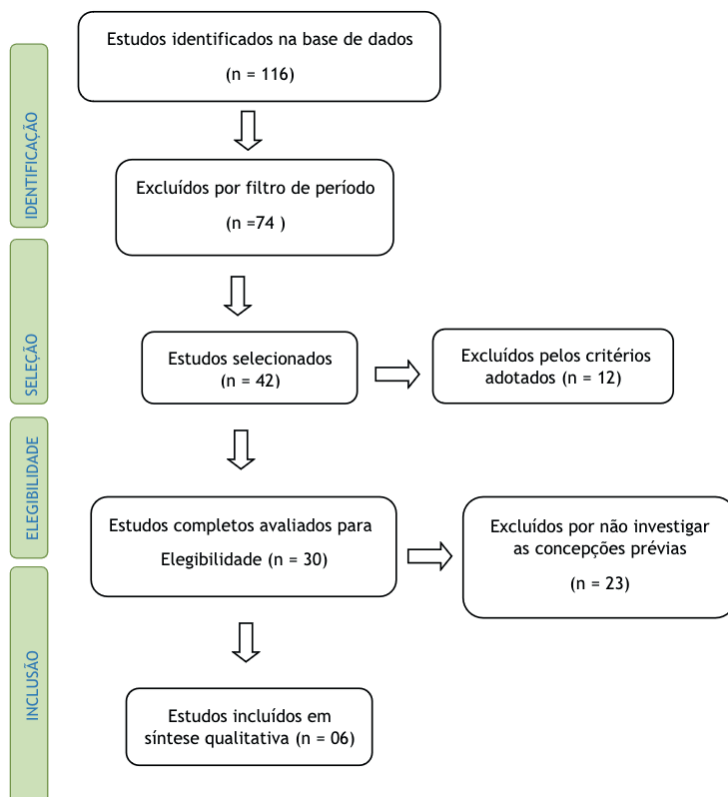 Estudos identificados na base de dados
(n = 116)
IDENTIFICAÇÃO
Excluídos por filtro de período
(n =74 )
SELEÇÃO
Estudos selecionados
(n = 42)
Excluídos pelos critérios
adotados (n = 12)
ELEGIBILIDADE
Estudos completos avaliados para
Elegibilidade (n = 30)
Excluídos por não investigar
as concepções prévias
(n = 23)
INCLUSÃO
Estudos incluídos em
síntese qualitativa (n = 06)